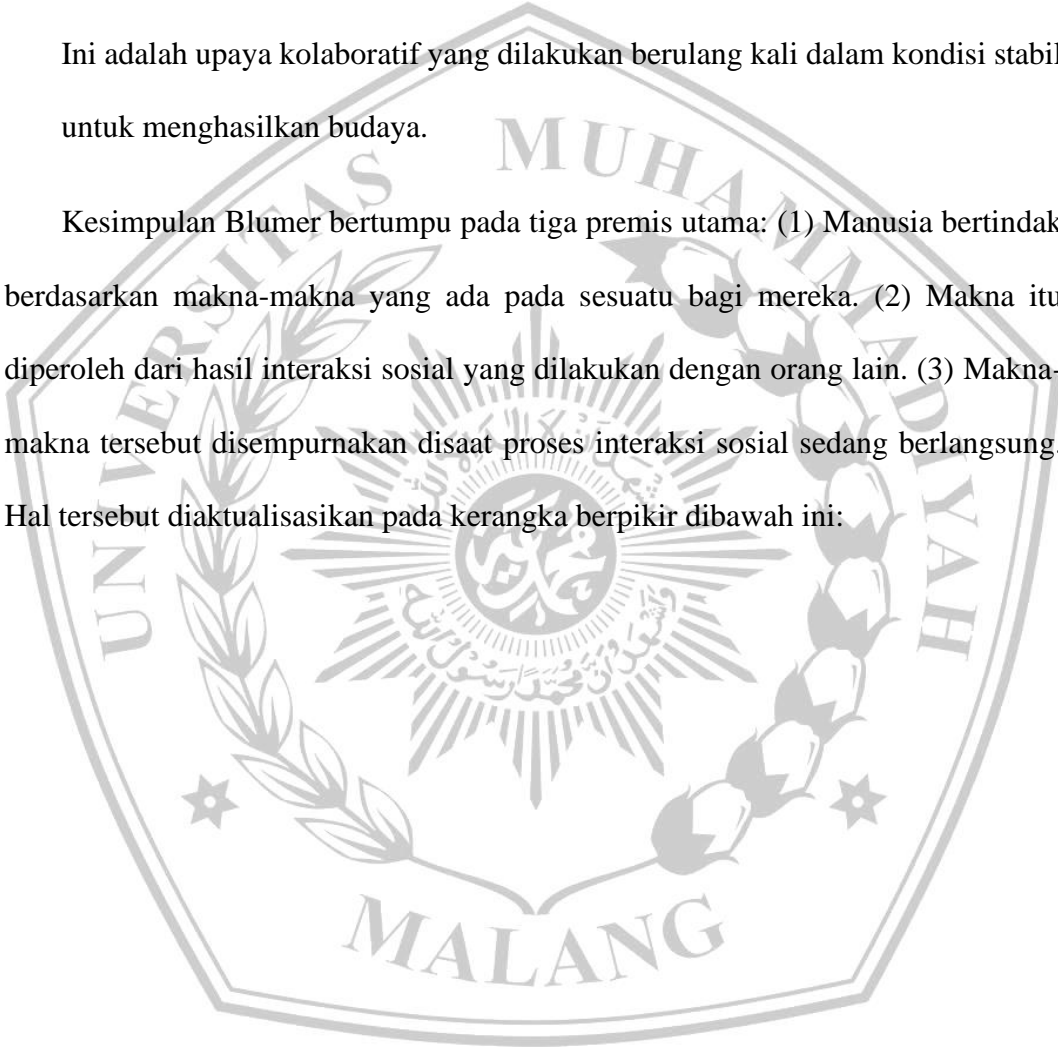 Ini adalah upaya kolaboratif yang dilakukan berulang kali dalam kondisi stabil
untuk menghasilkan budaya.
Kesimpulan Blumer bertumpu pada tiga premis utama: (1) Manusia bertindak
berdasarkan makna-makna yang ada pada sesuatu bagi mereka. (2) Makna itu
diperoleh dari hasil interaksi sosial yang dilakukan dengan orang lain. (3) Makna-
makna tersebut disempurnakan disaat proses interaksi sosial sedang berlangsung.
Hal tersebut diaktualisasikan pada kerangka berpikir dibawah ini:
UNIVERSITAS MUHAMMADIYAH
MALANG